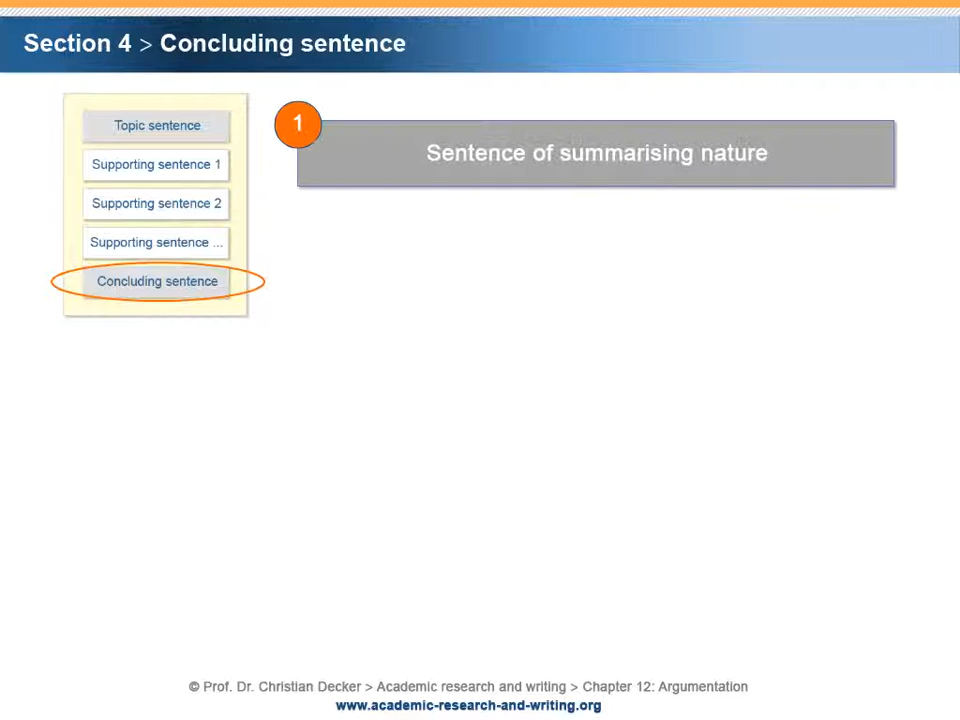 Section 4 > Concluding sentence
Topic sentence
Supporting sentence 1
Supporting sentence 2
Supporting sentence ...
Concluding sentence
1
Sentence of summarising nature
© Prof. Dr. Christian Decker > Academic research and writing > Chapter 12: Argumentation
www.academic-research-and-writing.org